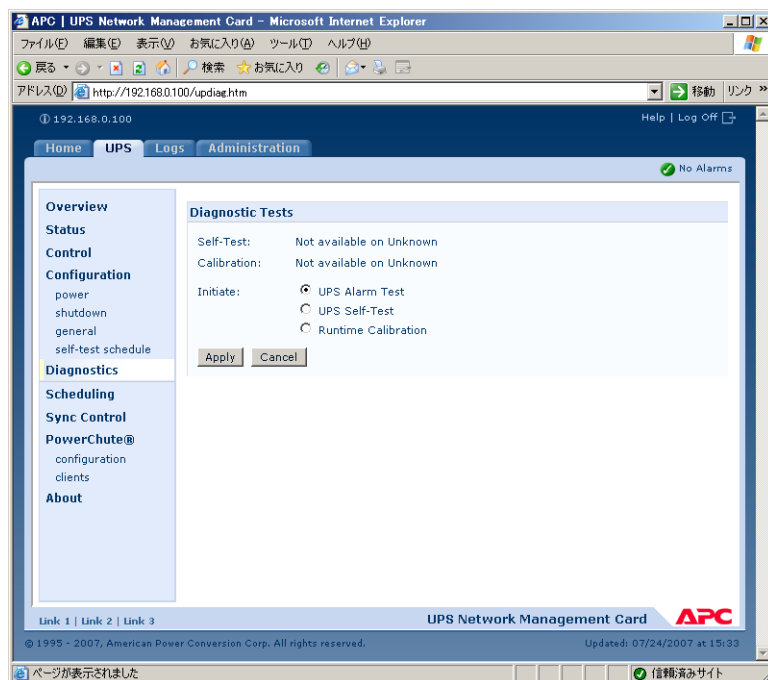 APC | UPS Network Management Card - Microsoft Internet Explorer
ファイル(F) 編集(E) 表示(V) お気に入り(A) ツール(T) ヘルプ(H)
戻る 検索 お気に入り
アドレス(D) http://192.168.0.100/updiag.htm 移動 リンク »
192.168.0.100 Help | Log Off
Home UPS Logs Administration
No Alarms
Overview
Status
Control
Configuration
power
shutdown
general
self-test schedule
Diagnostics
Scheduling
Sync Control
PowerChute®
configuration
clients
About
Diagnostic Tests
Self-Test: Not available on Unknown
Calibration: Not available on Unknown
Initiate: UPS Alarm Test
UPS Self-Test
Runtime Calibration
Apply Cancel
Link 1 | Link 2 | Link 3
UPS Network Management Card APC
© 1995 - 2007, American Power Conversion Corp. All rights reserved. Updated: 07/24/2007 at 15:33
ページが表示されました 信頼済みサイト